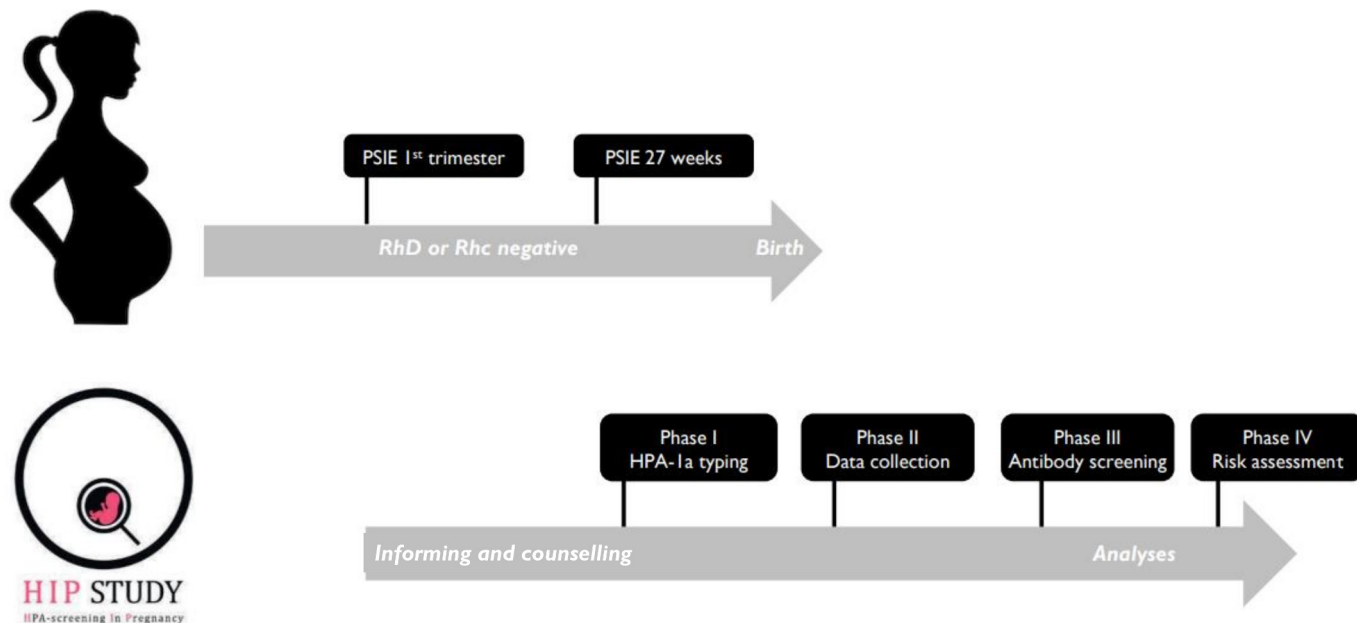 PSIE 1st trimester
PSIE 27 weeks
RhD or Rhc negative
Birth
Phase I
HPA-1a typing
Phase II
Data collection
Phase III
Antibody screening
Phase IV
Risk assessment
Informing and counselling
Analyses
HIP STUDY
HPA-screening In Pregnancy